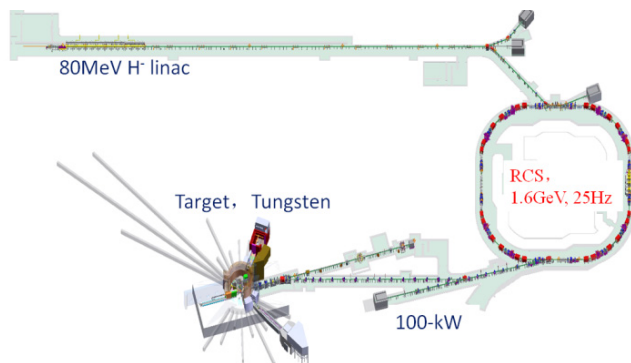 80MeV H⁻ linac
RCS，
1.6GeV, 25Hz
Target，Tungsten
100-kW